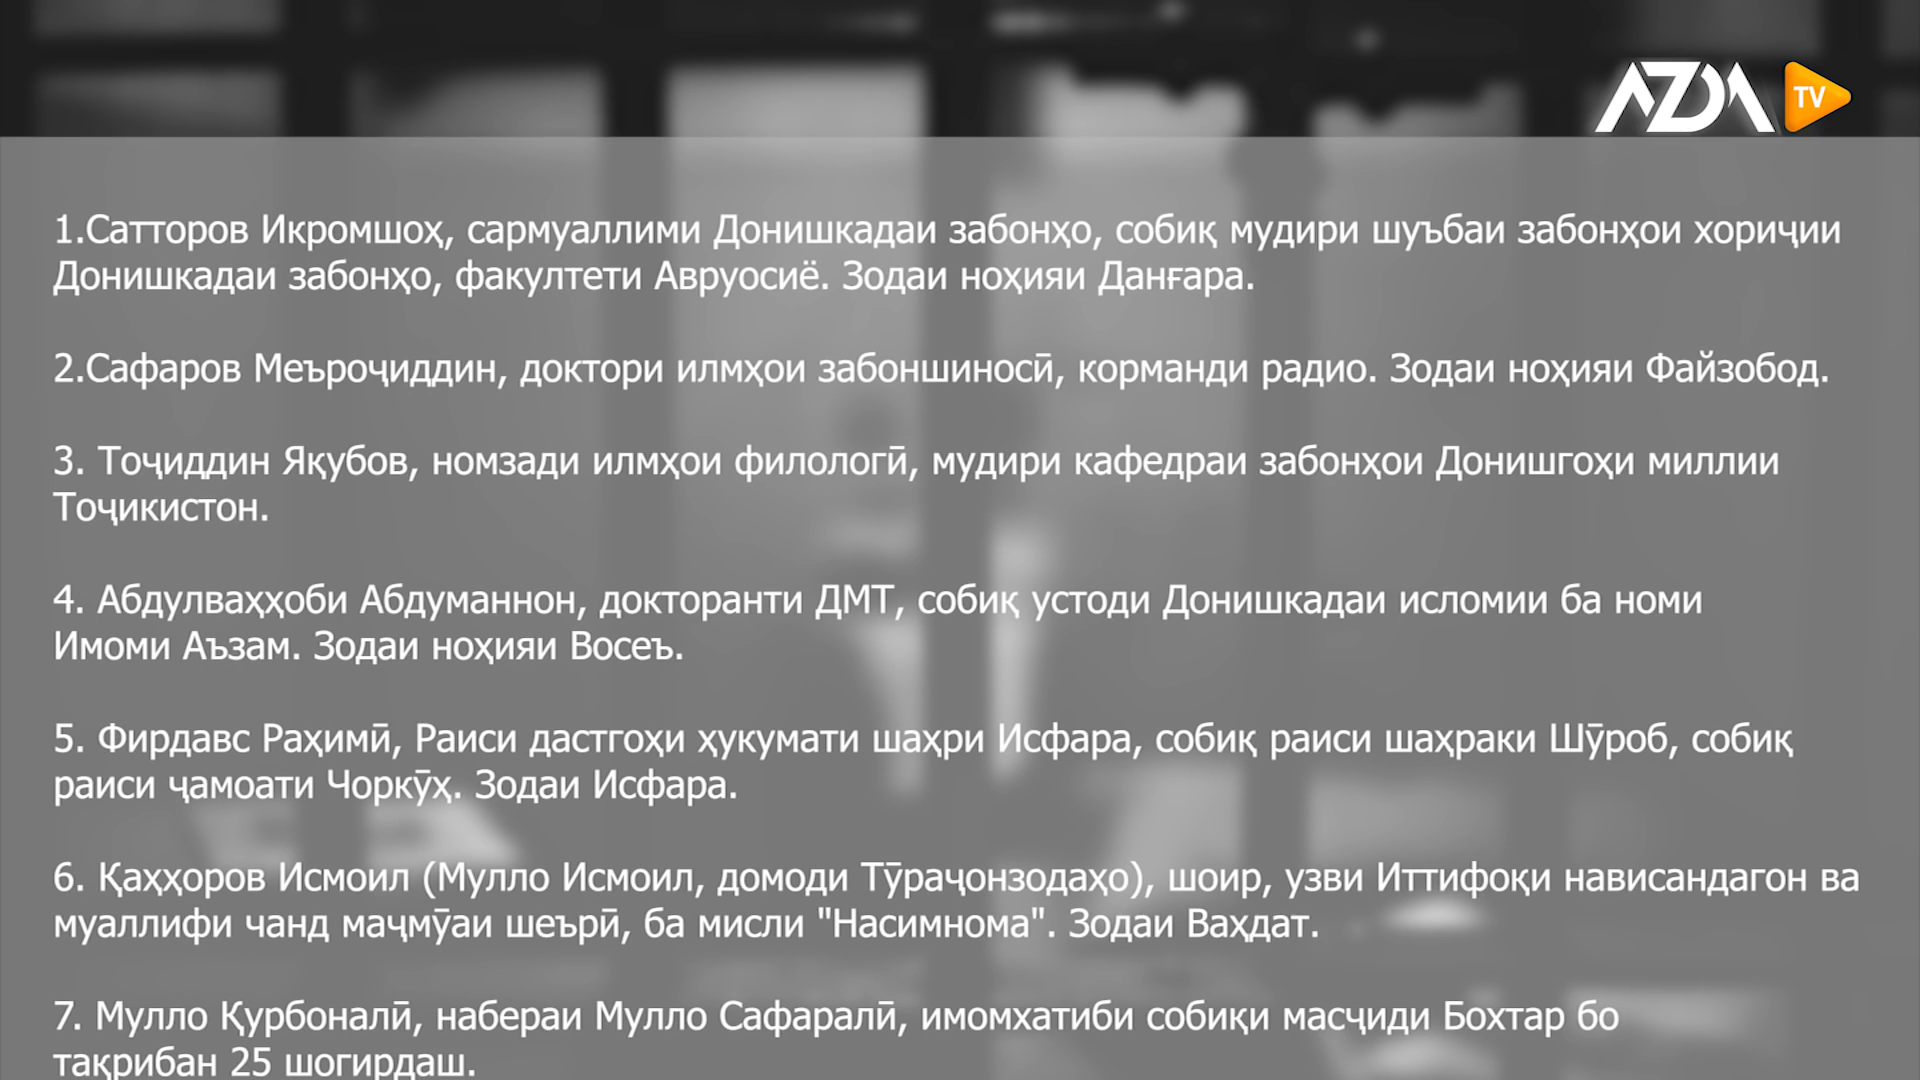 AZDA TV
1.Сатторов Икромшоҳ, сармуаллими Донишкадаи забонҳо, собиқ мудири шуъбаи забонҳои хориҷии
Донишкадаи забонҳо, факултети Авруосиё. Зодаи ноҳияи Данғара.
2.Сафаров Меъроҷиддин, доктори илмҳои забоншиносӣ, корманди радио. Зодаи ноҳияи Файзобод.
3. Тоҷиддин Яқубов, номзади илмҳои филологӣ, мудири кафедраи забонҳои Донишгоҳи миллии
Тоҷикистон.
4. Абдулваҳҳоби Абдуманнон, докторанти ДМТ, собиқ устоди Донишкадаи исломии ба номи
Имоми Аъзам. Зодаи ноҳияи Восеъ.
5. Фирдавс Раҳимӣ, Раиси дастгоҳи ҳукумати шаҳри Исфара, собиқ раиси шаҳраки Шӯроб, собиқ
раиси ҷамоати Чоркӯҳ. Зодаи Исфара.
6. Қаҳҳоров Исмоил (Мулло Исмоил, домоди Тӯраҷонзодаҳо), шоир, узви Иттифоқи нависандагон ва
муаллифи чанд маҷмӯаи шеърӣ, ба мисли "Насимнома". Зодаи Ваҳдат.
7. Мулло Қурбоналӣ, набераи Мулло Сафаралӣ, имомхатиби собиқи масҷиди Бохтар бо
тақрибан 25 шогирдаш.